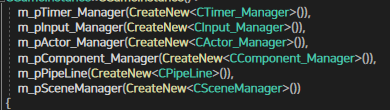 m_pTimer_Manager(CreateNew<CTimer_Manager>()),
m_pInput_Manager(CreateNew<CInput_Manager>()),
m_pActor_Manager(CreateNew<CActor_Manager>()),
m_pComponent_Manager(CreateNew<CComponent_Manager>()),
m_pPipeLine(CreateNew<CPipeLine>()),
m_pSceneManager(CreateNew<CSceneManager>())
{